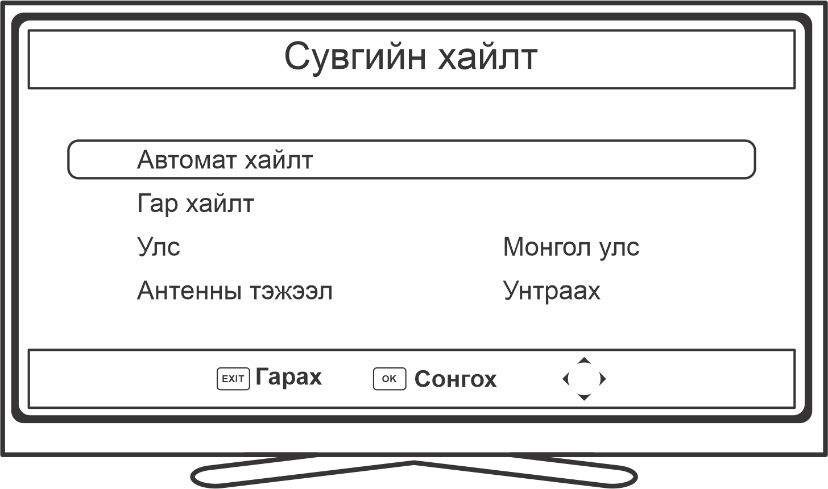 Сувгийн хайлт
Автомат хайлт
Гар хайлт
Улс Монгол улс
Антенны тэжээл Унтраах
EXIT Гарах OK Сонгох